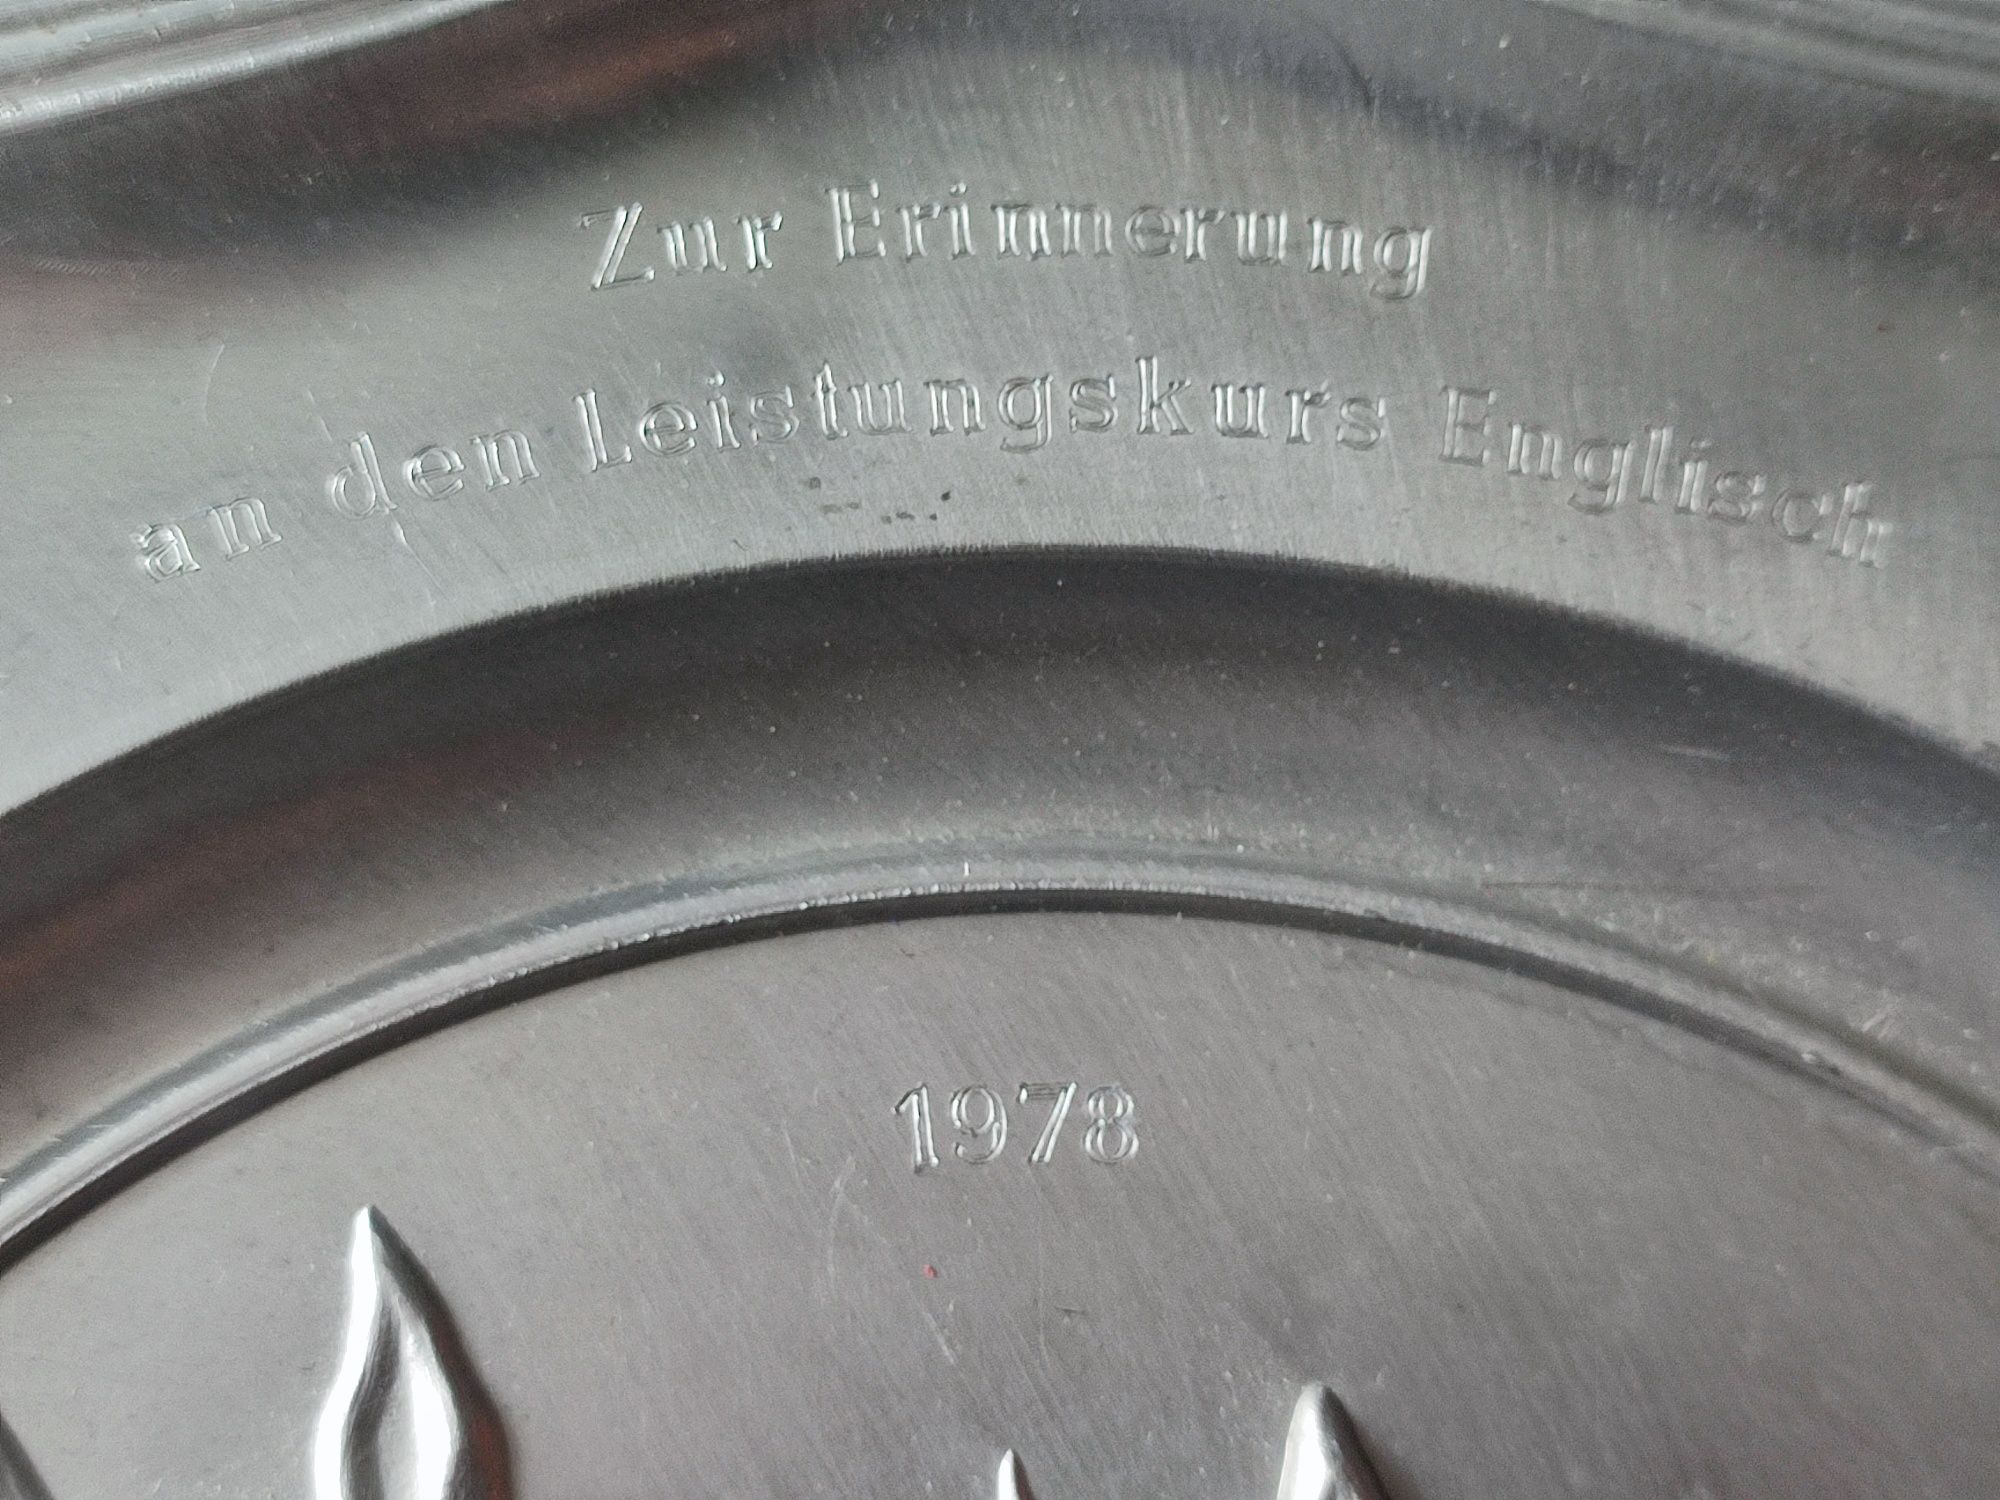 Zur Erinnerung
an den Leistungskurs Englisch
1978